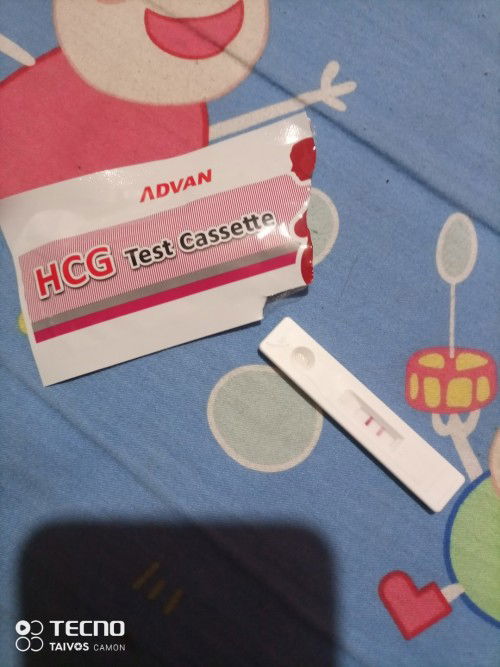 ADVAN
HCG Test Cassette
TECNO
TAIVOS CAMON